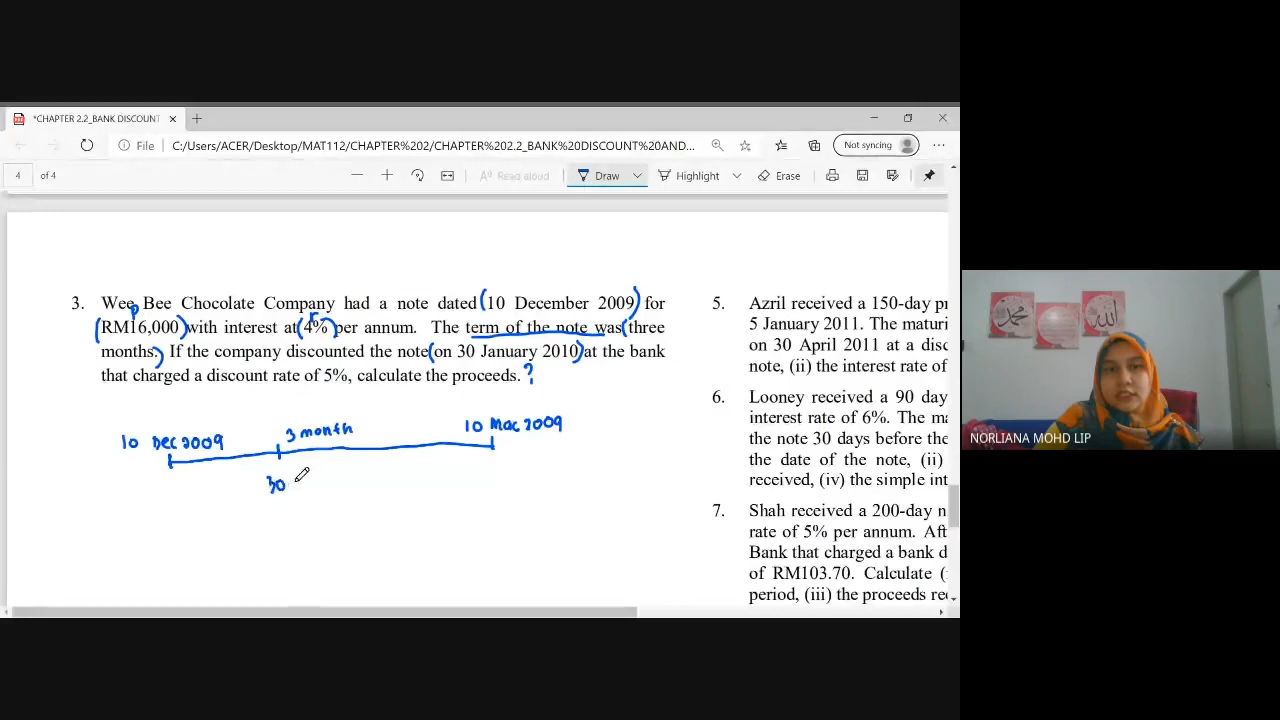 *CHAPTER 2.2_BANK DISCOUNT
File
C:/Users/ACER/Desktop/MAT112/CHAPTER%202/CHAPTER%202.2_BANK%20DISCOUNT%20AND...
Not syncing
4 of 4
Read aloud
Draw
Highlight
Erase
3. Wee Bee Chocolate Company had a note dated (10 December 2009) for
P
(RM16,000) with interest at (4%) per annum. The term of the note was (three
r
months) If the company discounted the note (on 30 January 2010) at the bank
that charged a discount rate of 5%, calculate the proceeds. ?
10 Dec 2009
3 month
10 Mac 2009
30
5. Azril received a 150-day pr
5 January 2011. The maturi
on 30 April 2011 at a disc
note, (ii) the interest rate of
6. Looney received a 90 day
interest rate of 6%. The ma
the note 30 days before the
the date of the note, (ii)
received, (iv) the simple int
7. Shah received a 200-day n
rate of 5% per annum. Aft
Bank that charged a bank d
of RM103.70. Calculate (
period, (iii) the proceeds rec
NORLIANA MOHD LIP